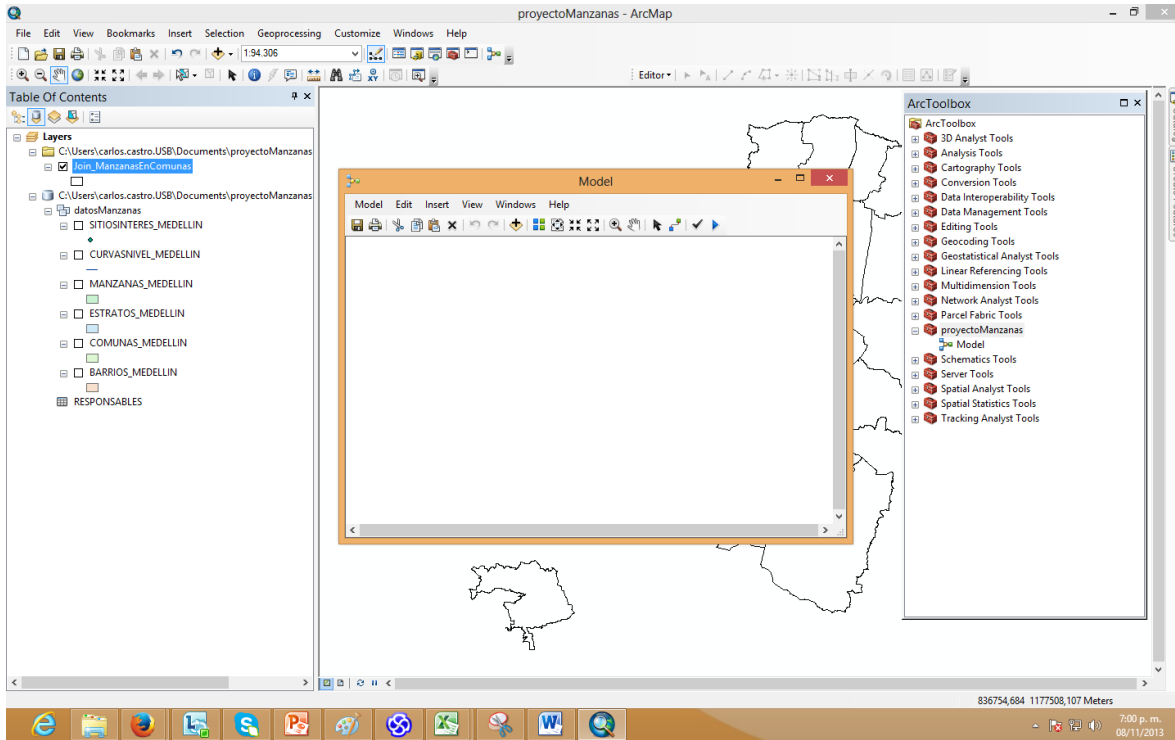 proyectoManzanas - ArcMap
File Edit View Bookmarks Insert Selection Geoprocessing Customize Windows Help
1:94.306
Editor
Table Of Contents
Layers
C:\Users\carlos.castro.USB\Documents\proyectoManzanas
Join_ManzanasEnComunas
C:\Users\carlos.castro.USB\Documents\proyectoManzanas
datosManzanas
SITIOSINTERES_MEDELLIN
CURVASNIVEL_MEDELLIN
MANZANAS_MEDELLIN
ESTRATOS_MEDELLIN
COMUNAS_MEDELLIN
BARRIOS_MEDELLIN
RESPONSABLES
Model
Model Edit Insert View Windows Help
ArcToolbox
ArcToolbox
3D Analyst Tools
Analysis Tools
Cartography Tools
Conversion Tools
Data Interoperability Tools
Data Management Tools
Editing Tools
Geocoding Tools
Geostatistical Analyst Tools
Linear Referencing Tools
Multidimension Tools
Network Analyst Tools
Parcel Fabric Tools
proyectoManzanas
Model
Schematics Tools
Server Tools
Spatial Analyst Tools
Spatial Statistics Tools
Tracking Analyst Tools
836754,684 1177508,107 Meters
7:00 p. m.
08/11/2013